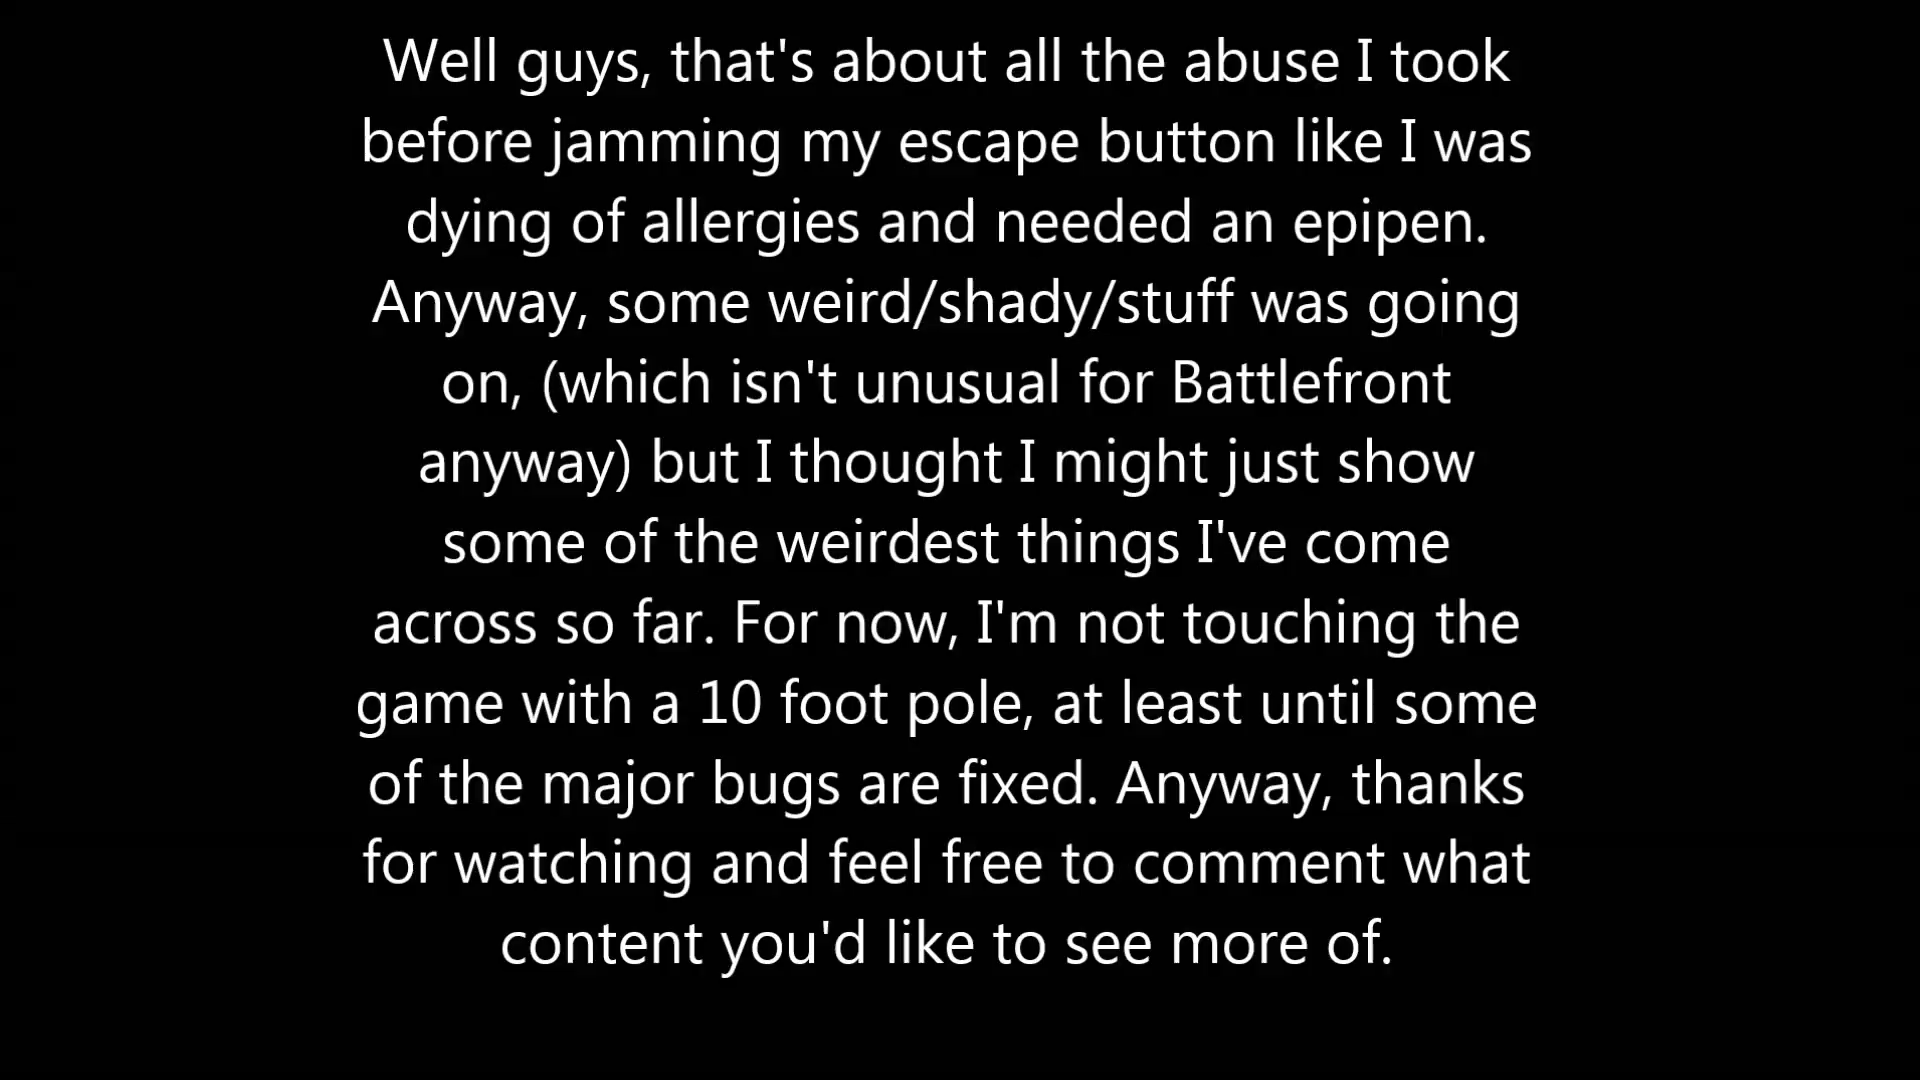 Well guys, that's about all the abuse I took
before jamming my escape button like I was
dying of allergies and needed an epipen.
Anyway, some weird/shady/stuff was going
on, (which isn't unusual for Battlefront
anyway) but I thought I might just show
some of the weirdest things I've come
across so far. For now, I'm not touching the
game with a 10 foot pole, at least until some
of the major bugs are fixed. Anyway, thanks
for watching and feel free to comment what
content you'd like to see more of.